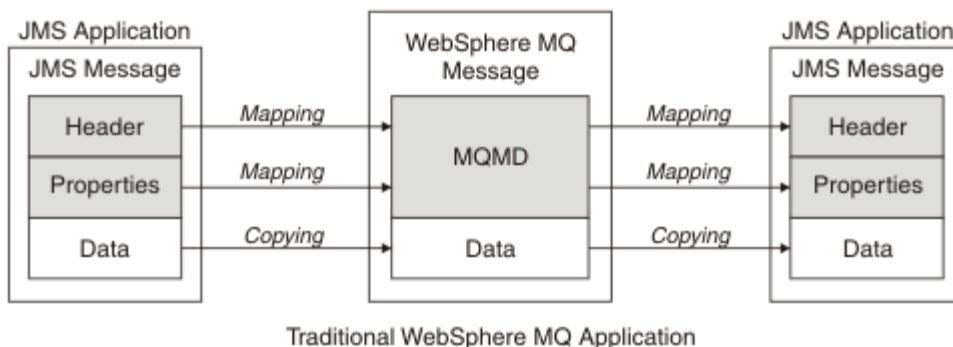 JMS Application
JMS Message
Header
Properties
Data
Mapping
Mapping
Copying
WebSphere MQ
Message
MQMD
Data
Mapping
Mapping
Copying
JMS Application
JMS Message
Header
Properties
Data
Traditional WebSphere MQ Application